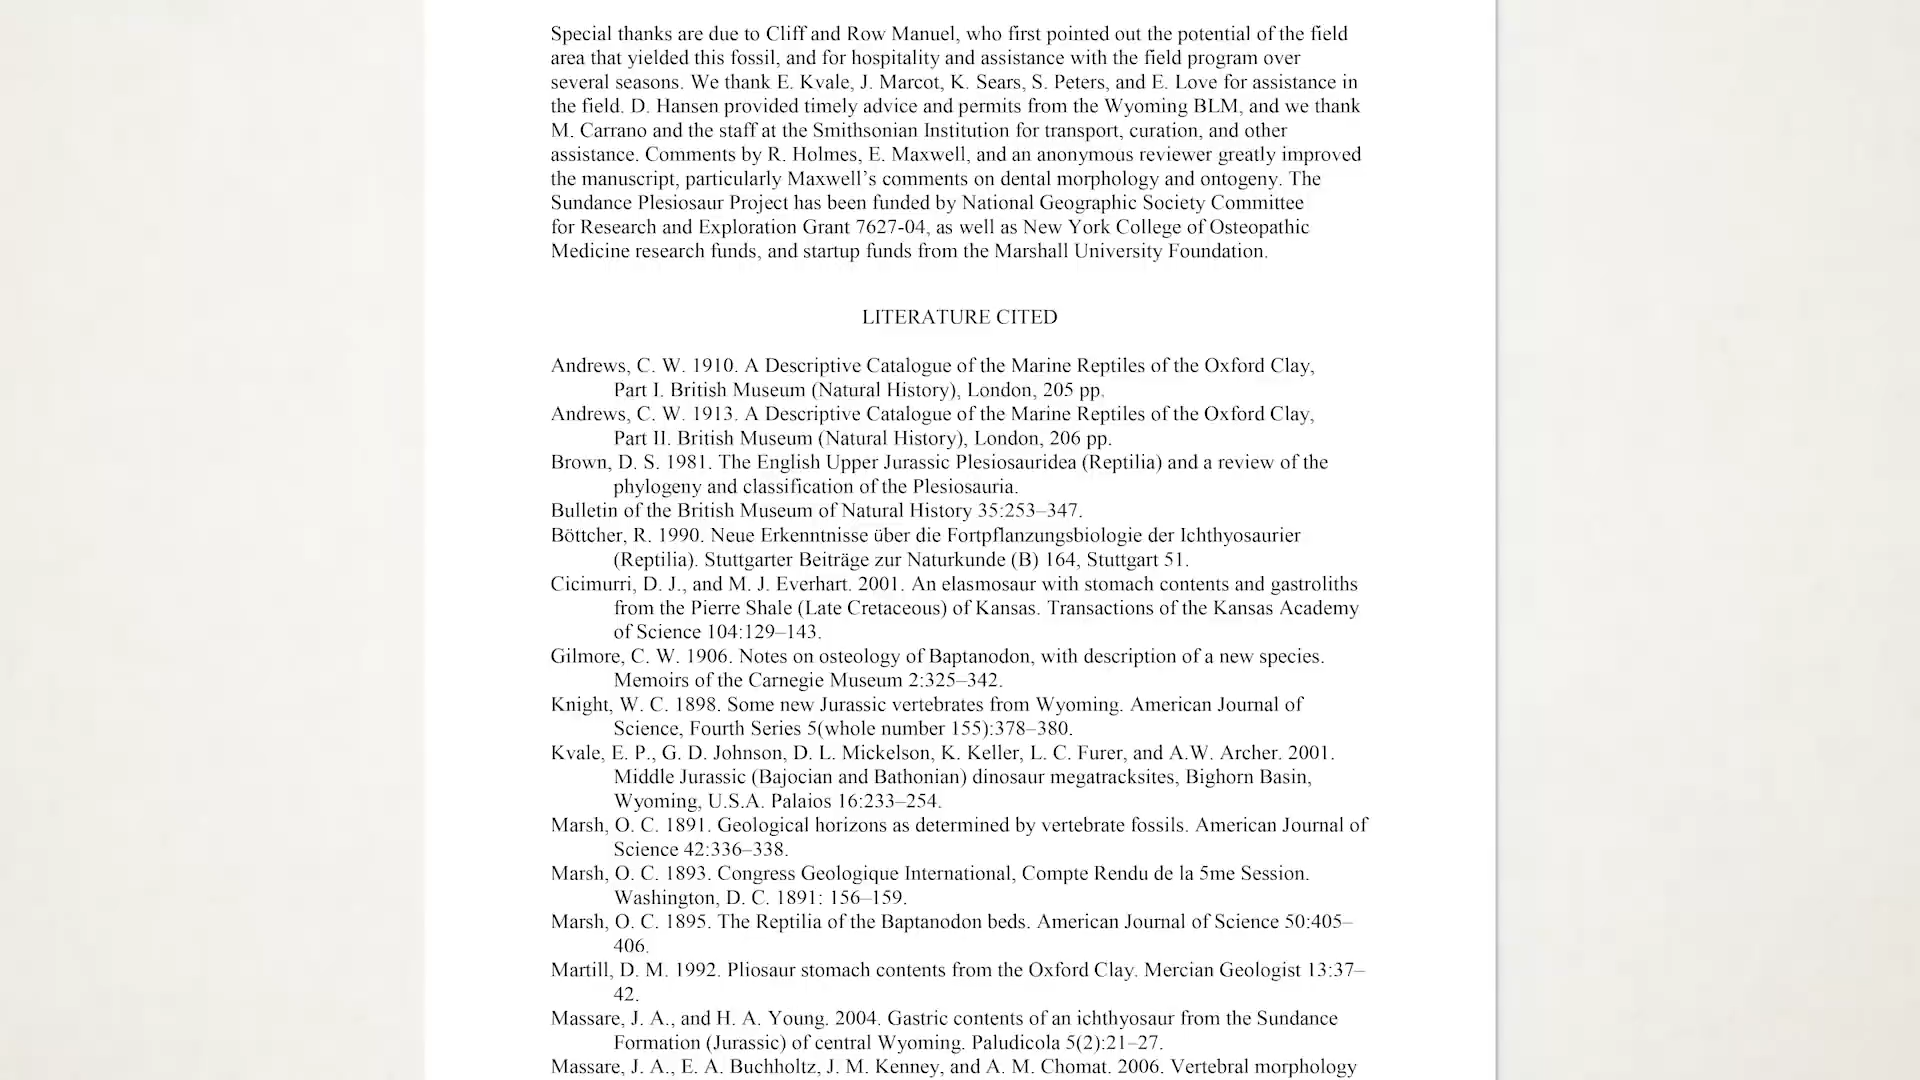 Special thanks are due to Cliff and Row Manuel, who first pointed out the potential of the field
area that yielded this fossil, and for hospitality and assistance with the field program over
several seasons. We thank E. Kvale, J. Marcot, K. Sears, S. Peters, and E. Love for assistance in
the field. D. Hansen provided timely advice and permits from the Wyoming BLM, and we thank
M. Carrano and the staff at the Smithsonian Institution for transport, curation, and other
assistance. Comments by R. Holmes, E. Maxwell, and an anonymous reviewer greatly improved
the manuscript, particularly Maxwell’s comments on dental morphology and ontogeny. The
Sundance Plesiosaur Project has been funded by National Geographic Society Committee
for Research and Exploration Grant 7627-04, as well as New York College of Osteopathic
Medicine research funds, and startup funds from the Marshall University Foundation.
LITERATURE CITED
Andrews, C. W. 1910. A Descriptive Catalogue of the Marine Reptiles of the Oxford Clay,
Part I. British Museum (Natural History), London, 205 pp.
Andrews, C. W. 1913. A Descriptive Catalogue of the Marine Reptiles of the Oxford Clay,
Part II. British Museum (Natural History), London, 206 pp.
Brown, D. S. 1981. The English Upper Jurassic Plesiosauridea (Reptilia) and a review of the
phylogeny and classification of the Plesiosauria.
Bulletin of the British Museum of Natural History 35:253–347.
Böttcher, R. 1990. Neue Erkenntnisse über die Fortpflanzungsbiologie der Ichthyosaurier
(Reptilia). Stuttgarter Beiträge zur Naturkunde (B) 164, Stuttgart 51.
Cicimurri, D. J., and M. J. Everhart. 2001. An elasmosaur with stomach contents and gastroliths
from the Pierre Shale (Late Cretaceous) of Kansas. Transactions of the Kansas Academy
of Science 104:129–143.
Gilmore, C. W. 1906. Notes on osteology of Baptanodon, with description of a new species.
Memoirs of the Carnegie Museum 2:325–342.
Knight, W. C. 1898. Some new Jurassic vertebrates from Wyoming. American Journal of
Science, Fourth Series 5(whole number 155):378–380.
Kvale, E. P., G. D. Johnson, D. L. Mickelson, K. Keller, L. C. Furer, and A.W. Archer. 2001.
Middle Jurassic (Bajocian and Bathonian) dinosaur megatracksites, Bighorn Basin,
Wyoming, U.S.A. Palaios 16:233–254.
Marsh, O. C. 1891. Geological horizons as determined by vertebrate fossils. American Journal of
Science 42:336–338.
Marsh, O. C. 1893. Congress Geologique International, Compte Rendu de la 5me Session.
Washington, D. C. 1891: 156–159.
Marsh, O. C. 1895. The Reptilia of the Baptanodon beds. American Journal of Science 50:405–
406.
Martill, D. M. 1992. Pliosaur stomach contents from the Oxford Clay. Mercian Geologist 13:37–
42.
Massare, J. A., and H. A. Young. 2004. Gastric contents of an ichthyosaur from the Sundance
Formation (Jurassic) of central Wyoming. Paludicola 5(2):21–27.
Massare, J. A., E. A. Buchholtz, J. M. Kenney, and A. M. Chomat. 2006. Vertebral morphology